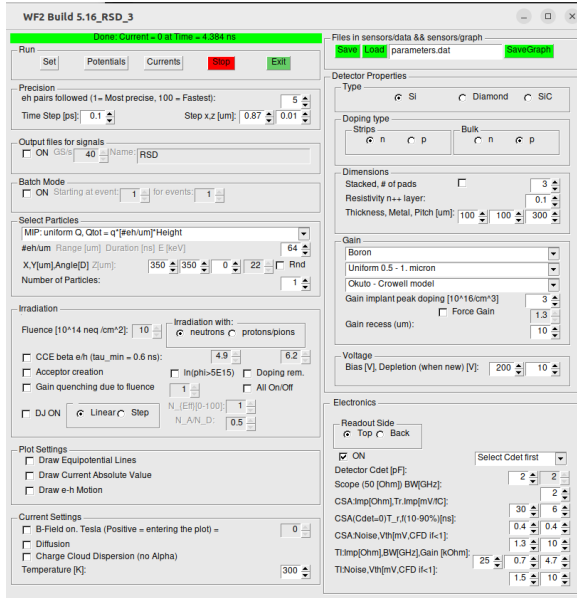 WF2 Build 5.16_RSD_3
Done: Current = 0 at Time = 4.384 ns
Run
Set Potentials Currents Stop Exit
Precision
eh pairs followed (1= Most precise, 100 = Fastest): 5
Time Step [ps]: 0.1 Step x,z [um]: 0.87 0.01
Output files for signals
ON GS/s 40 Name: RSD
Batch Mode
ON Starting at event: 1 for events: 1
Select Particles
MIP: uniform Q, Qtot = q*[#eh/um]*Height
#eh/um Range [um] Duration [ns] E [keV] 64
X,Y[um],Angle[D] Z[um]: 350 350 0 22 Rnd
Number of Particles: 1
Irradiation
Fluence [10^14 neq /cm^2]: 10
Irradiation with:
neutrons protons/pions
CCE beta e/h (tau_min = 0.6 ns): 4.9 6.2
Acceptor creation ln(phi>5E15) Doping rem.
Gain quenching due to fluence 1 All On/Off
DJ ON Linear Step
N_{Eff}[0-100]: 1
N_A/N_D: 0.5
Plot Settings
Draw Equipotential Lines
Draw Current Absolute Value
Draw e-h Motion
Current Settings
B-Field on. Tesla (Positive = entering the plot) = 0
Diffusion
Charge Cloud Dispersion (no Alpha)
Temperature [K]: 300
Files in sensors/data && sensors/graph
Save Load parameters.dat SaveGraph
Detector Properties
Type
Si Diamond SiC
Doping type
Strips Bulk
n p n p
Dimensions
Stacked, # of pads 3
Resistivity n++ layer: 0.1
Thickness, Metal, Pitch [um]: 100 100 300
Gain
Boron
Uniform 0.5 - 1. micron
Okuto - Crowell model
Gain implant peak doping [10^16/cm^3] 3
Force Gain 1.3
Gain recess (um): 10
Voltage
Bias [V], Depletion (when new) [V]: 200 10
Electronics
Readout Side
Top Back
ON Select Cdet first
Detector Cdet [pF]: 2 2
Scope (50 [Ohm]) BW[GHz]: 2
CSA:Imp[Ohm],Tr.Imp[mV/fC]: 30 6
CSA(Cdet=0)T_r,f(10-90%)[ns]: 0.4 0.4
CSA:Noise,Vth[mV,CFD if<1]: 1.3 10
TI:Imp[Ohm],BW[GHz],Gain [kOhm]: 25 0.7 4.7
TI:Noise,Vth[mV,CFD if<1]: 1.5 10